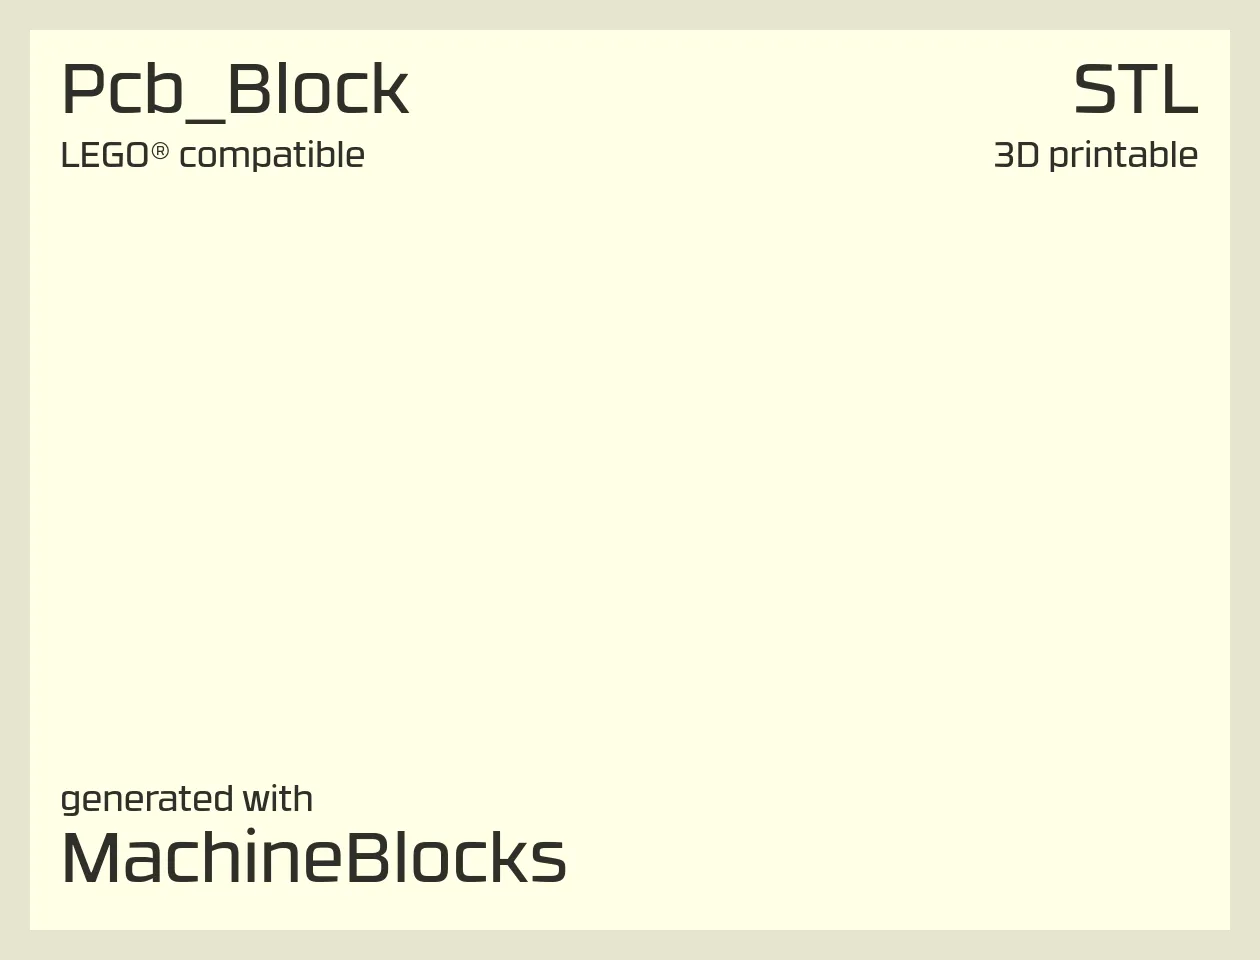 Pcb_Block
STL
LEGO® compatible
3D printable
generated with
MachineBlocks